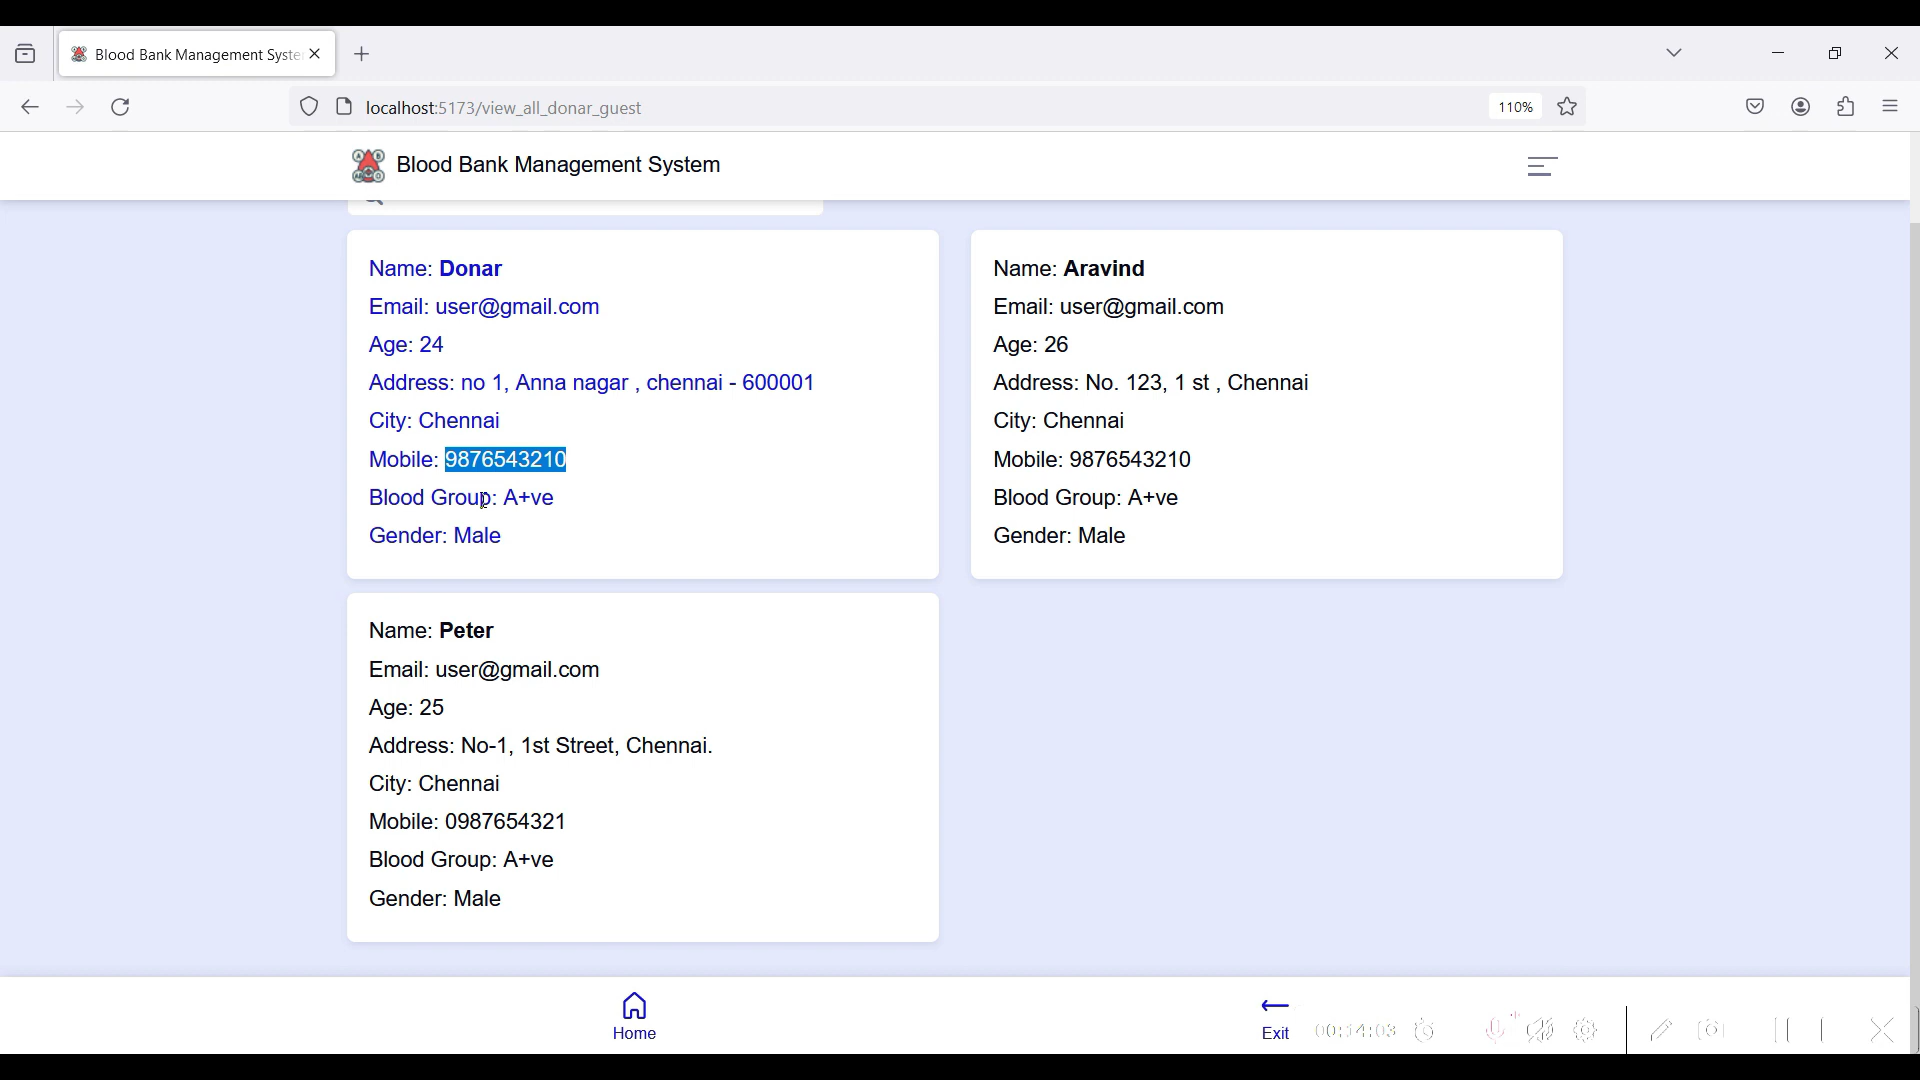 Blood Bank Management Syste
localhost:5173/view_all_donar_guest
110%
Blood Bank Management System
Name: Donar
Email: user@gmail.com
Age: 24
Address: no 1, Anna nagar , chennai - 600001
City: Chennai
Mobile: 9876543210
Blood Group: A+ve
Gender: Male
Name: Aravind
Email: user@gmail.com
Age: 26
Address: No. 123, 1 st , Chennai
City: Chennai
Mobile: 9876543210
Blood Group: A+ve
Gender: Male
Name: Peter
Email: user@gmail.com
Age: 25
Address: No-1, 1st Street, Chennai.
City: Chennai
Mobile: 0987654321
Blood Group: A+ve
Gender: Male
Home
Exit
00:14:03